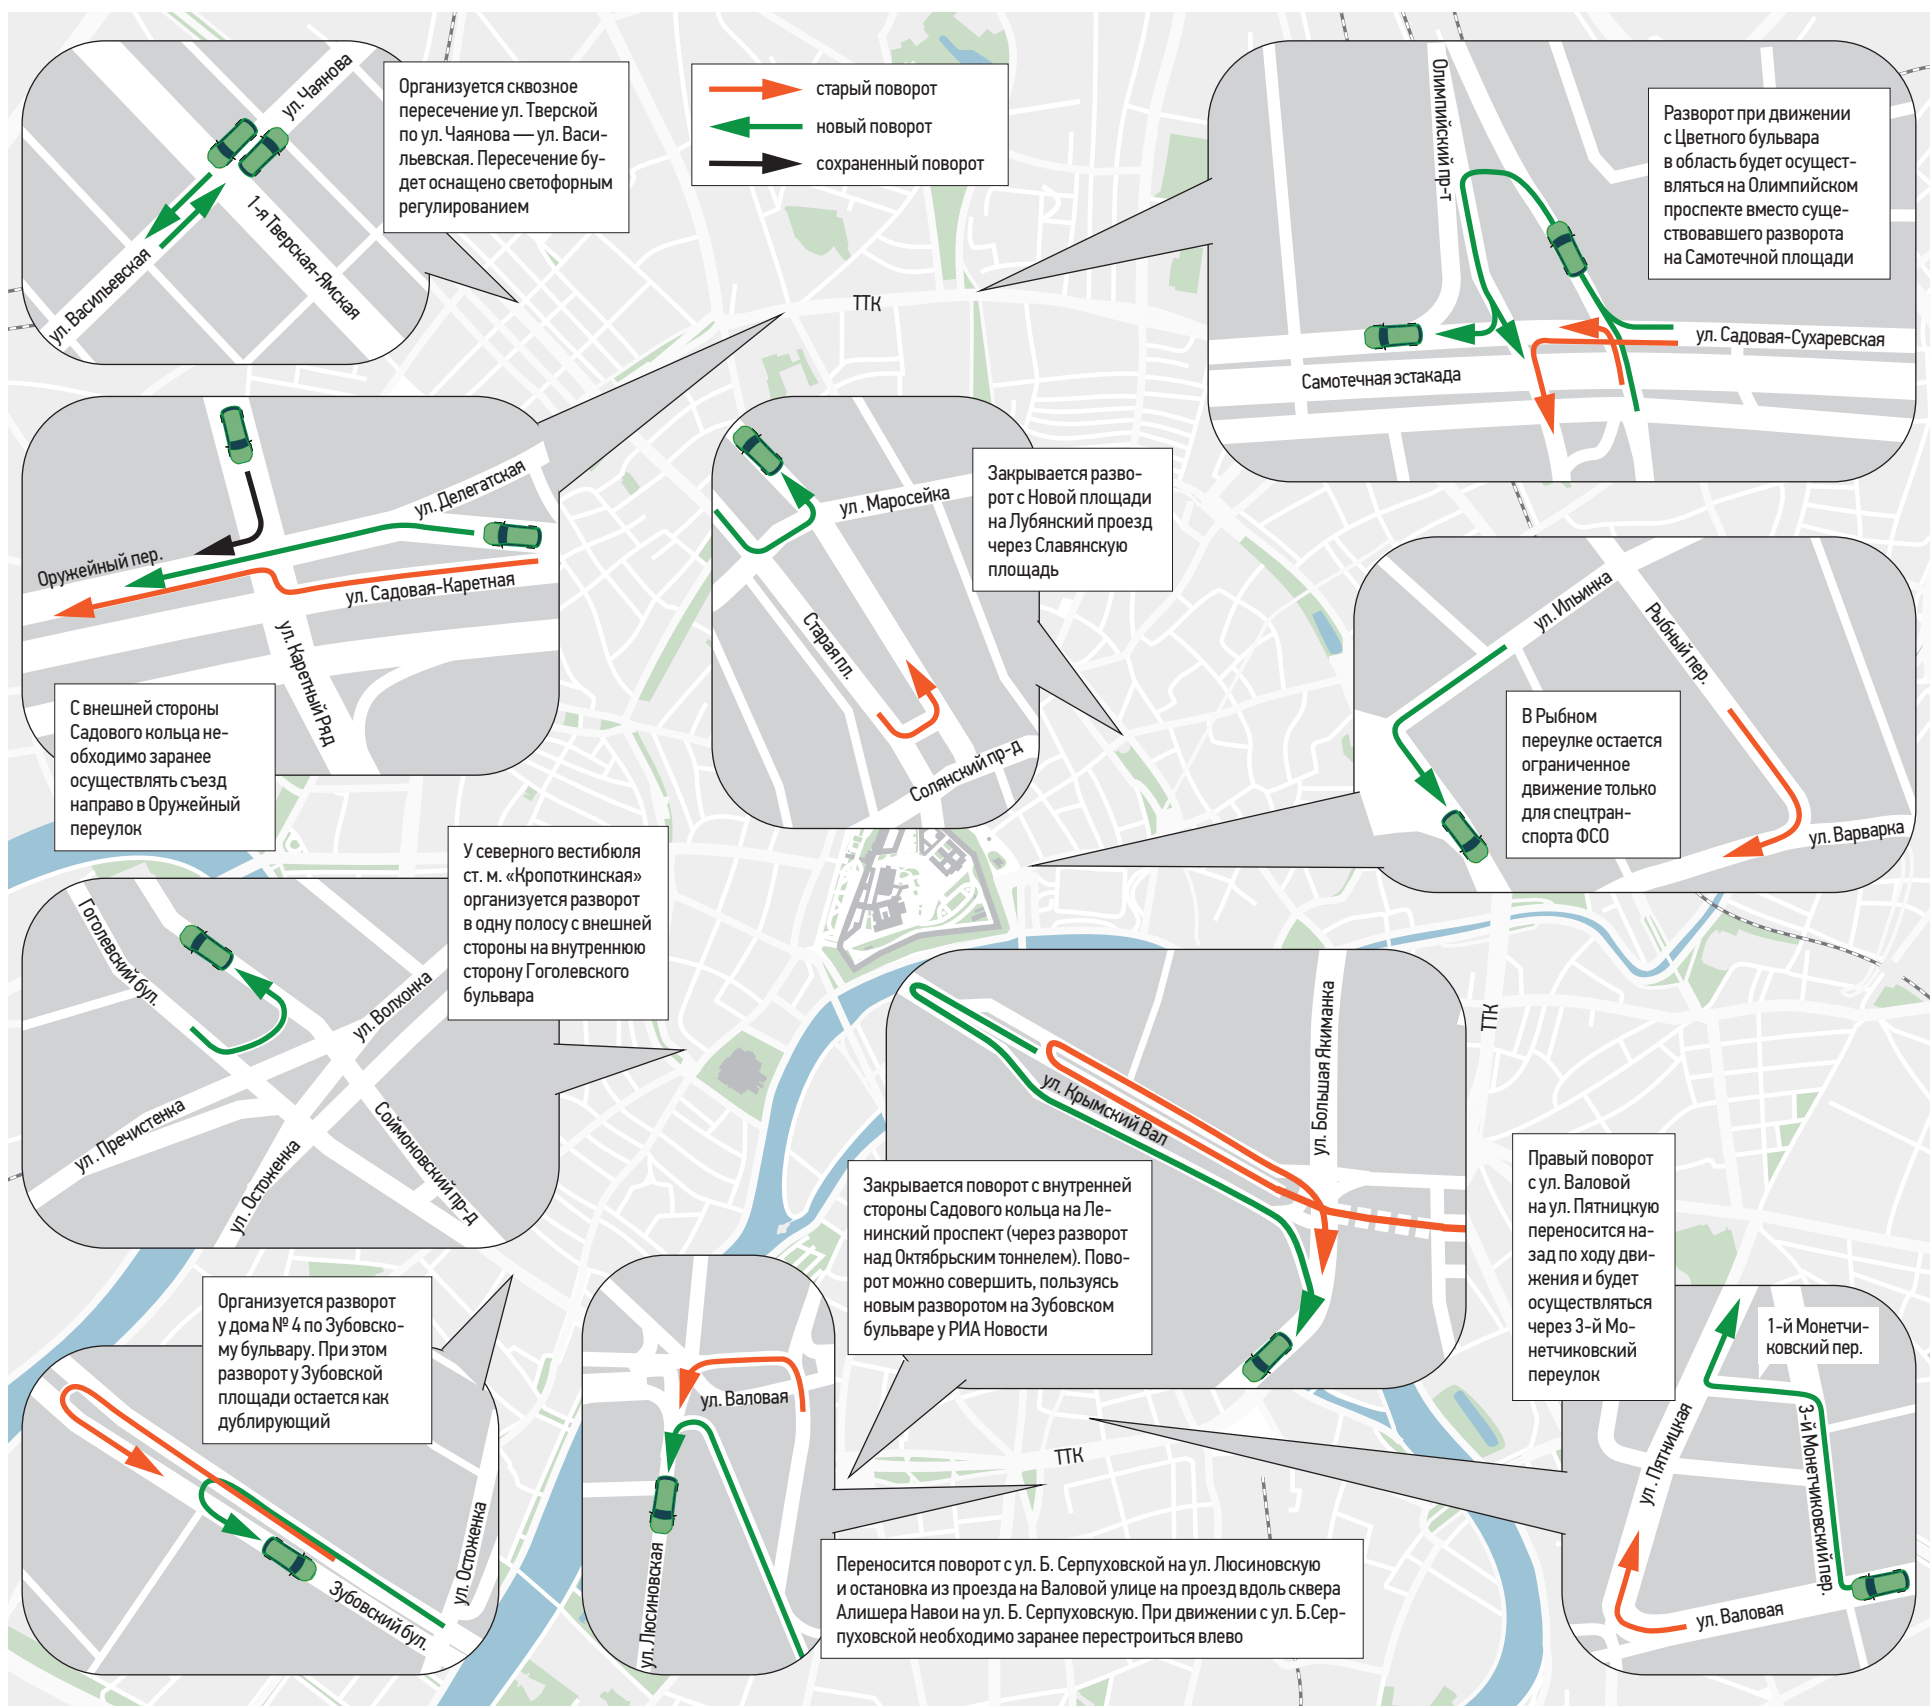 ул. Чаянова
1-я Тверская-Ямская
ул. Васильевская
Организуется сквозное
пересечение ул. Тверской
по ул. Чаянова — ул. Васи-
льевская. Пересечение бу-
дет оснащено светофорным
регулированием
старый поворот
новый поворот
сохраненный поворот
Олимпийский пр-т
ул. Садовая-Сухаревская
Самотечная эстакада
Разворот при движении
с Цветного бульвара
в область будет осущест-
вляться на Олимпийском
проспекте вместо суще-
ствовавшего разворота
на Самотечной площади
ТТК
ул. Делегатская
Оружейный пер.
ул. Садовая-Каретная
ул. Каретный Ряд
С внешней стороны
Садового кольца не-
обходимо заранее
осуществлять съезд
направо в Оружейный
переулок
ул. Маросейка
Старая пл.
Солянский пр-д
Закрывается разво-
рот с Новой площади
на Лубянский проезд
через Славянскую
площадь
ул. Ильинка
Рыбный пер.
ул. Варварка
В Рыбном
переулке остается
ограниченное
движение только
для спецтран-
спорта ФСО
У северного вестибюля
ст. м. «Кропоткинская»
организуется разворот
в одну полосу с внешней
стороны на внутреннюю
сторону Гоголевского
бульвара
Гоголевский бул.
ул. Волхонка
ул. Пречистенка
ул. Остоженка
Соймоновский пр-д
ул. Большая Якиманка
ул. Крымский Вал
Закрывается поворот с внутренней
стороны Садового кольца на Ле-
нинский проспект (через разворот
над Октябрьским тоннелем). Пово-
рот можно совершить, пользуясь
новым разворотом на Зубовском
бульваре у РИА Новости
ТТК
Правый поворот
с ул. Валовой
на ул. Пятницкую
переносится на-
зад по ходу дви-
жения и будет
осуществляться
через 3-й Мо-
нетчиковский
переулок
1-й Монетчи-
ковский пер.
3-й Монетчиковский пер.
ул. Пятницкая
ул. Валовая
Организуется разворот
у дома № 4 по Зубовско-
му бульвару. При этом
разворот у Зубовской
площади остается как
дублирующий
ул. Остоженка
Зубовский бул.
ул. Валовая
ул. Люсиновская
ТТК
Переносится поворот с ул. Б. Серпуховской на ул. Люсиновскую
и остановка из проезда на Валовой улице на проезд вдоль сквера
Алишера Навои на ул. Б. Серпуховскую. При движении с ул. Б.Сер-
пуховской необходимо заранее перестроиться влево